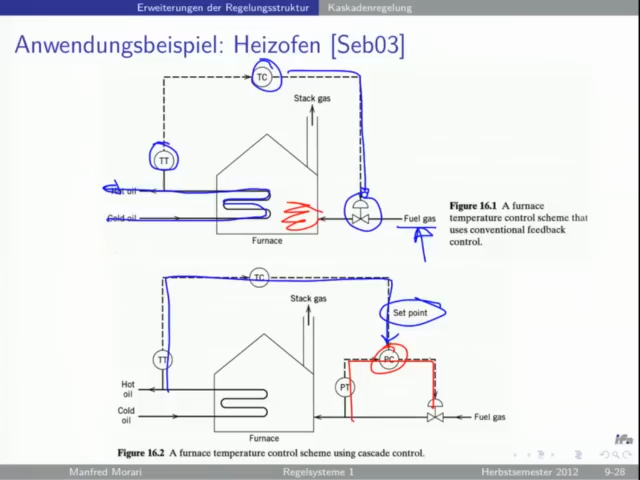 Erweiterungen der Regelungsstruktur Kaskadenregelung
Anwendungsbeispiel: Heizofen [Seb03]
TC
Stack gas
TT
Hot oil
Cold oil
Fuel gas
Furnace
Figure 16.1 A furnace
temperature control scheme that
uses conventional feedback
control.
TC
Stack gas
Set point
TT
PC
PT
Hot
oil
Cold
oil
Fuel gas
Furnace
Figure 16.2 A furnace temperature control scheme using cascade control.
Manfred Morari Regelsysteme 1 Herbstsemester 2012 9-28